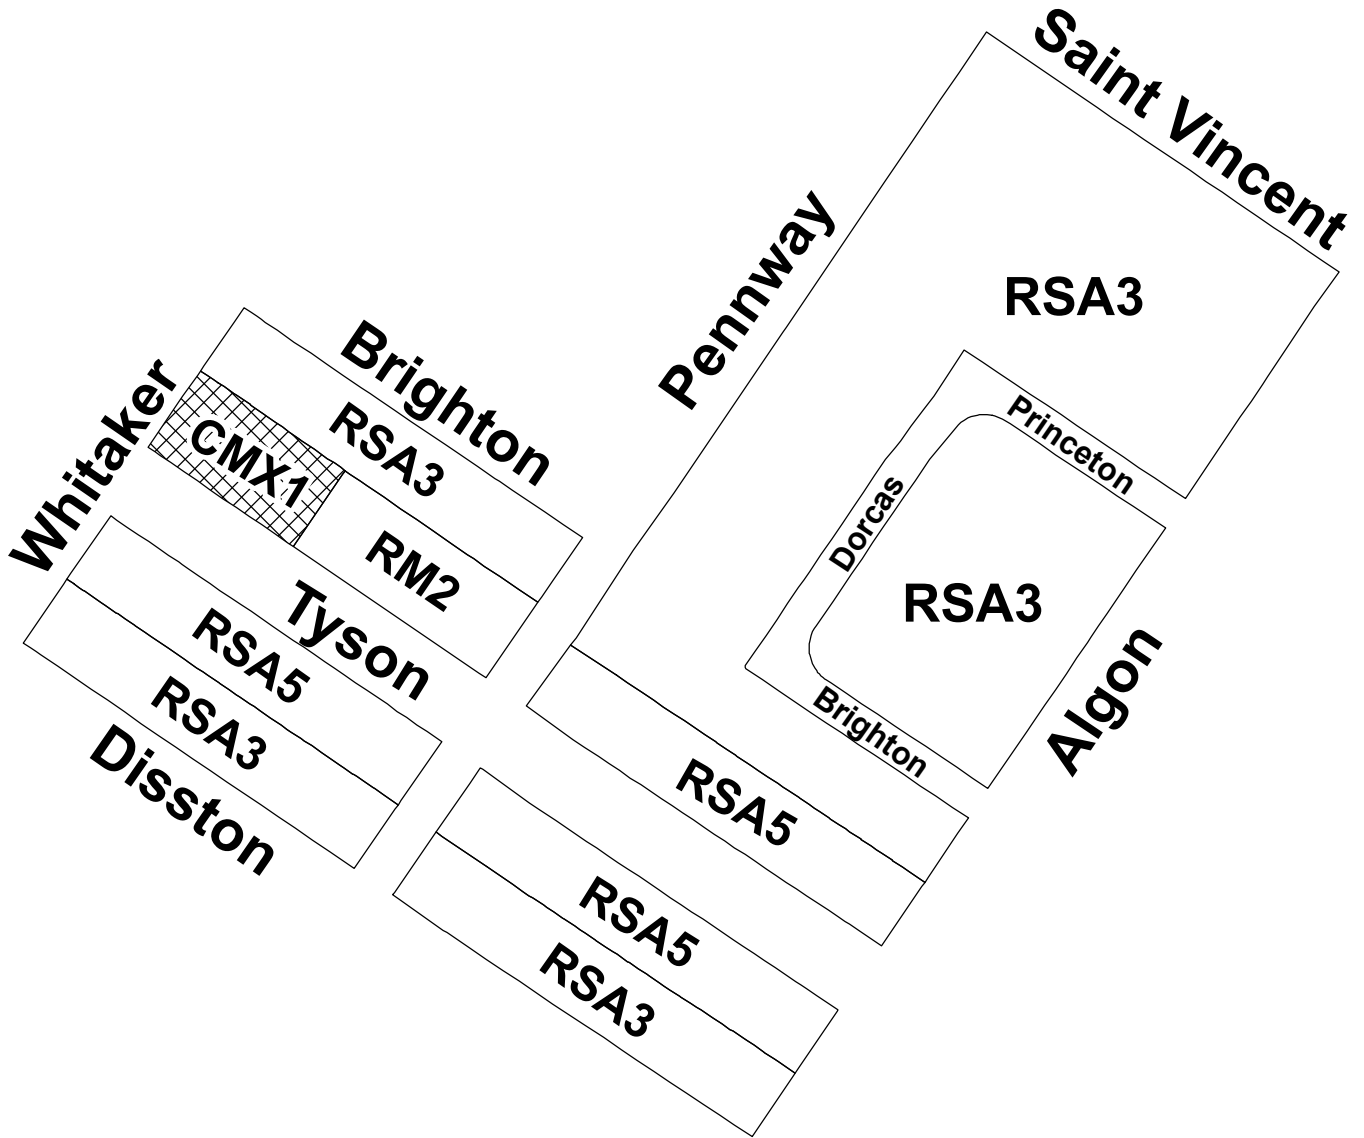 Saint Vincent
Pennway
RSA3
Brighton
Whitaker
RSA3
CMX1
Princeton
Dorcas
RM2
RSA3
Tyson
RSA5
Algon
RSA3
Brighton
Disston
RSA5
RSA5
RSA3